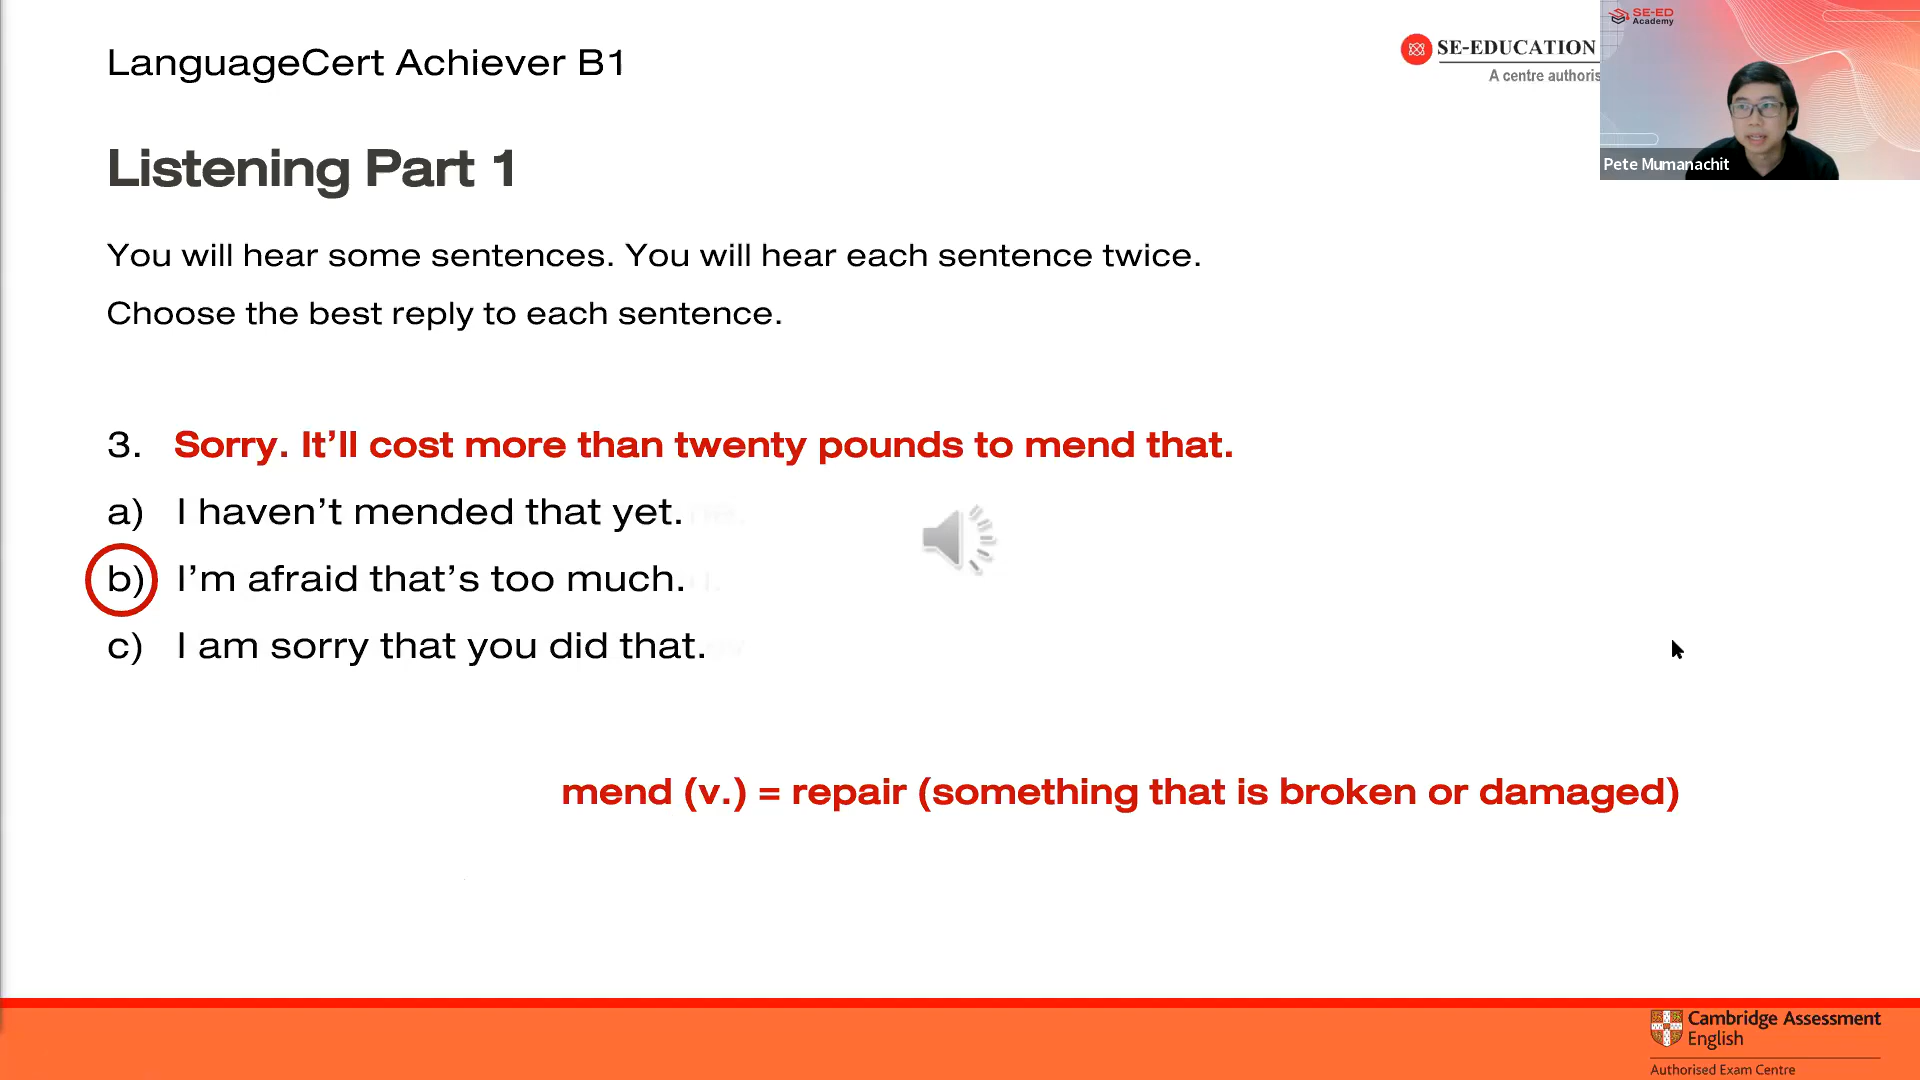 LanguageCert Achiever B1
SE-EDUCATION
A centre authoris
SE-ED
Academy
Pete Mumanachit
Listening Part 1
You will hear some sentences. You will hear each sentence twice.
Choose the best reply to each sentence.
3. Sorry. It’ll cost more than twenty pounds to mend that.
a) I haven’t mended that yet.
b) I’m afraid that’s too much.
c) I am sorry that you did that.
mend (v.) = repair (something that is broken or damaged)
Cambridge Assessment
English
Authorised Exam Centre